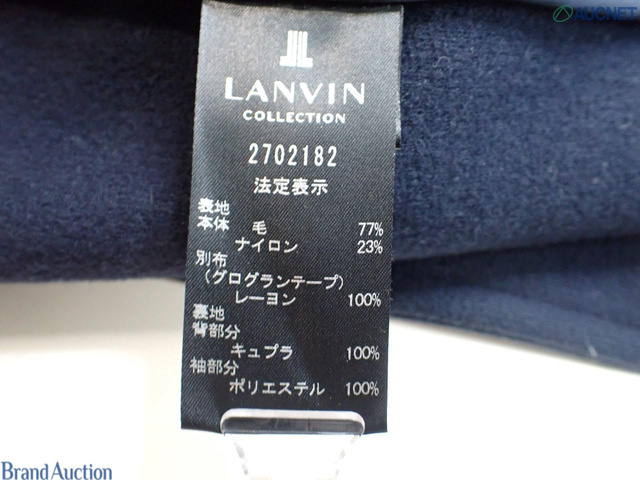 AUCNET
LANVIN
COLLECTION
2702182
法定表示
表地
本体 毛 77%
ナイロン 23%
別布
(グログランテープ)
レーヨン 100%
裏地
背部分
キュプラ 100%
袖部分
ポリエステル 100%
Brand Auction